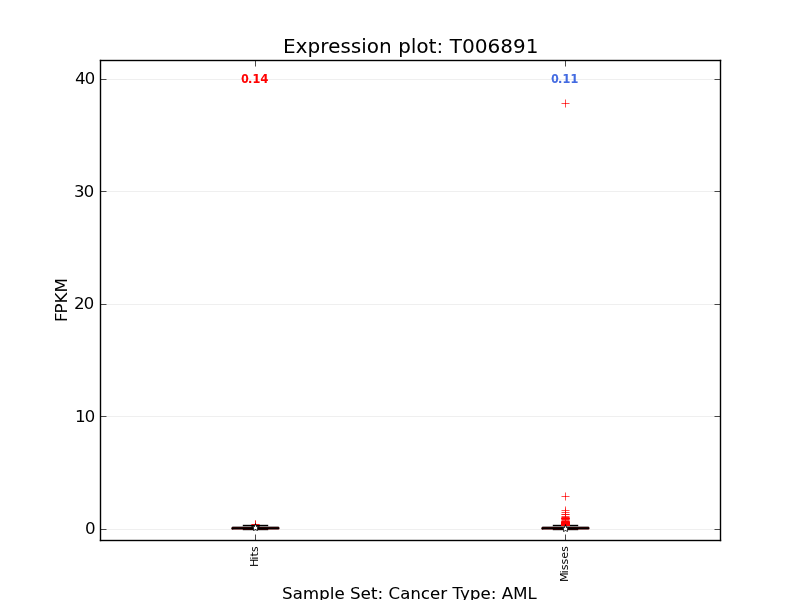 Expression plot: T006891
40
0.14
0.11
30
20
FPKM
10
0
Hits
Misses
Sample Set: Cancer Type: AML